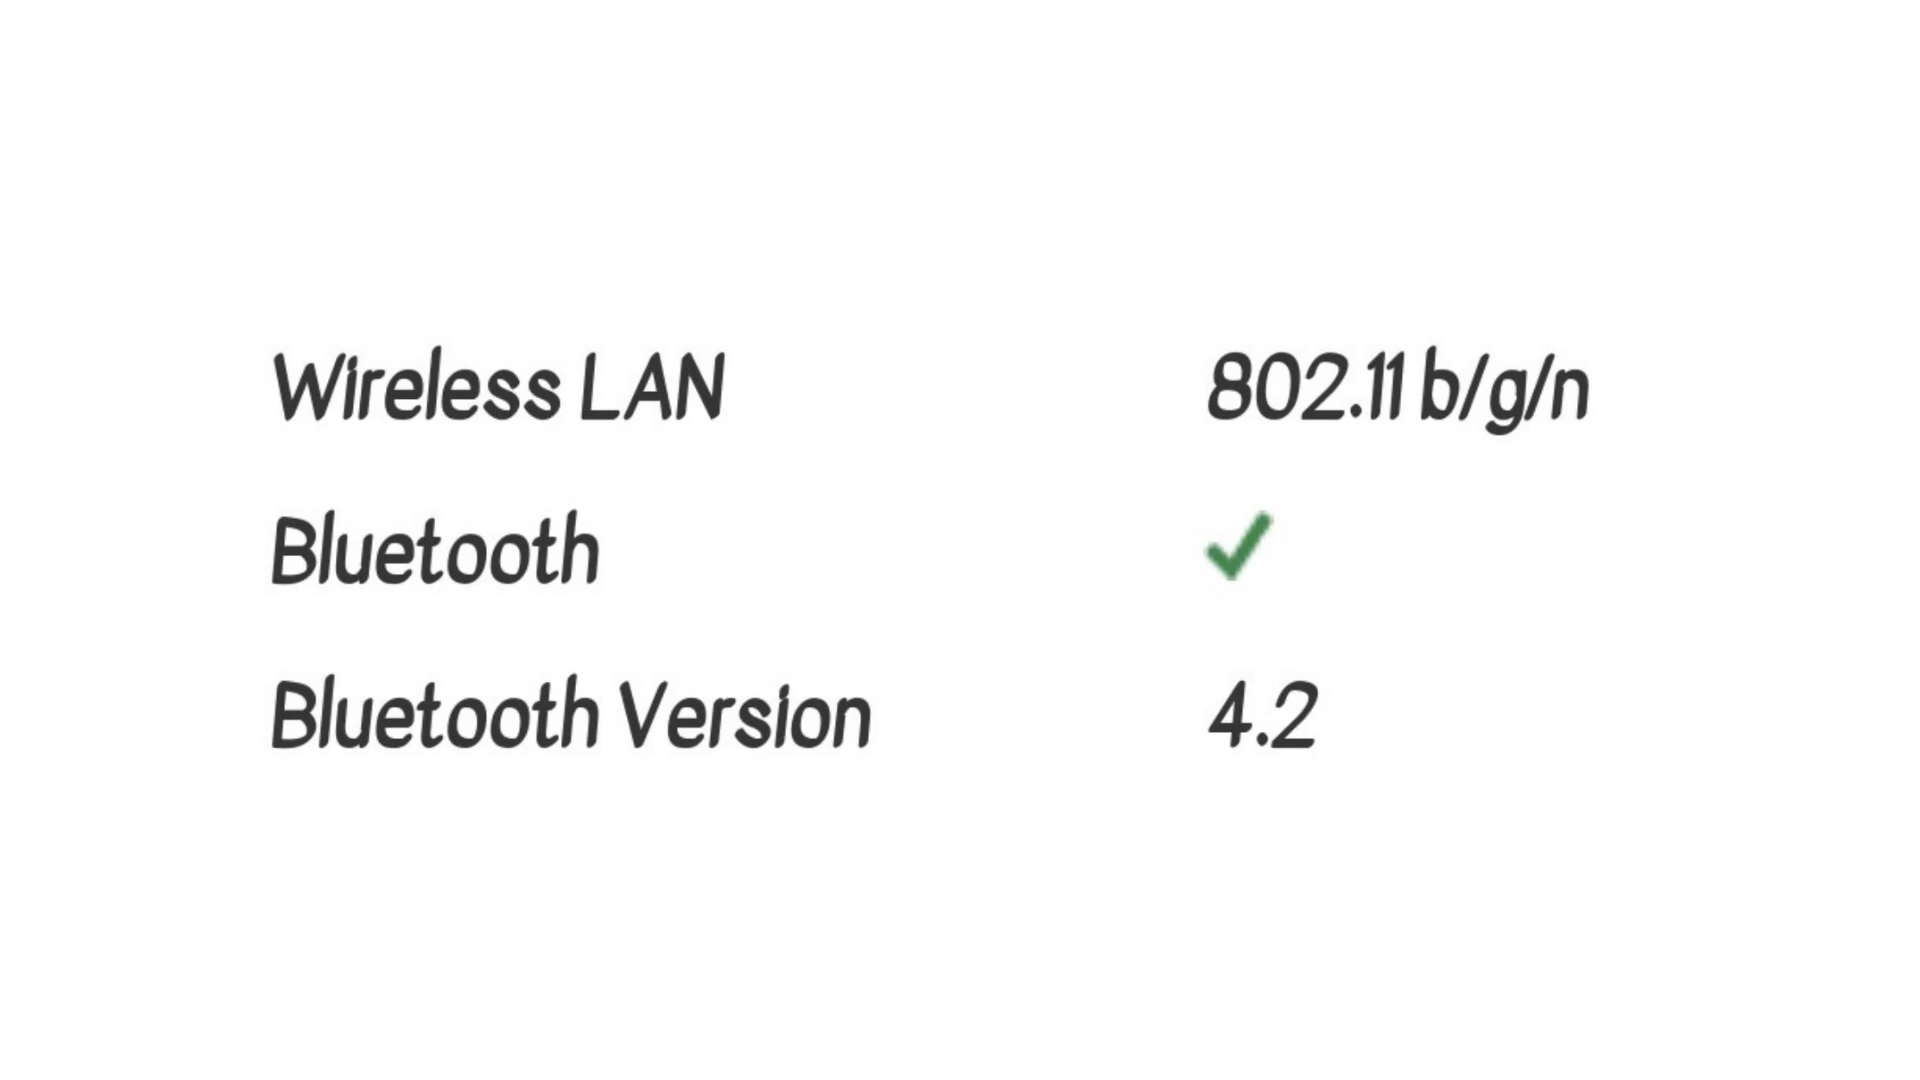 Wireless LAN 802.11 b/g/n
Bluetooth ✓
Bluetooth Version 4.2